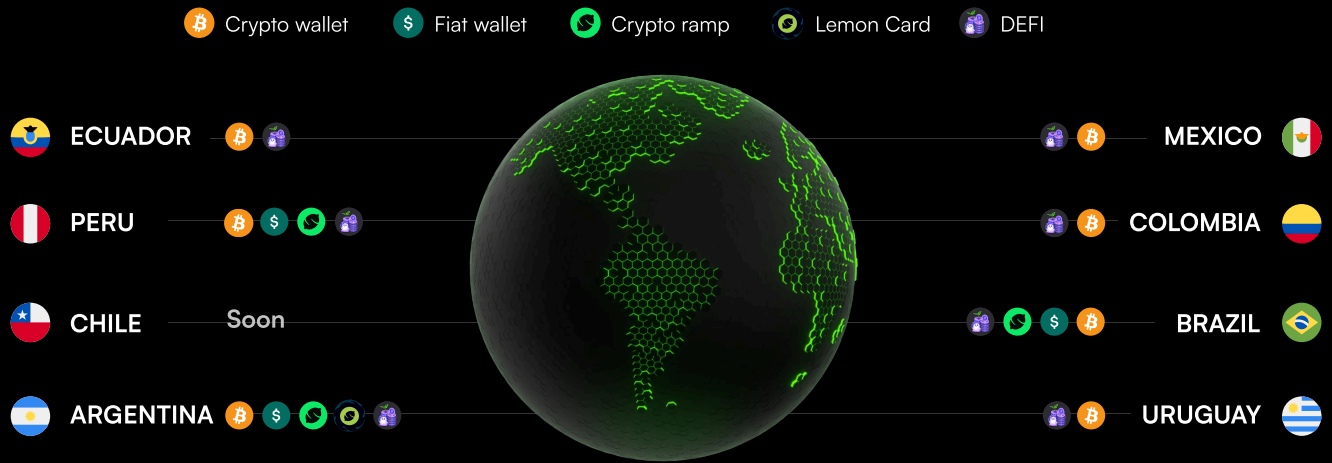 Crypto wallet
Fiat wallet
Crypto ramp
Lemon Card
DEFI
ECUADOR
MEXICO
PERU
COLOMBIA
CHILE
Soon
BRAZIL
ARGENTINA
URUGUAY